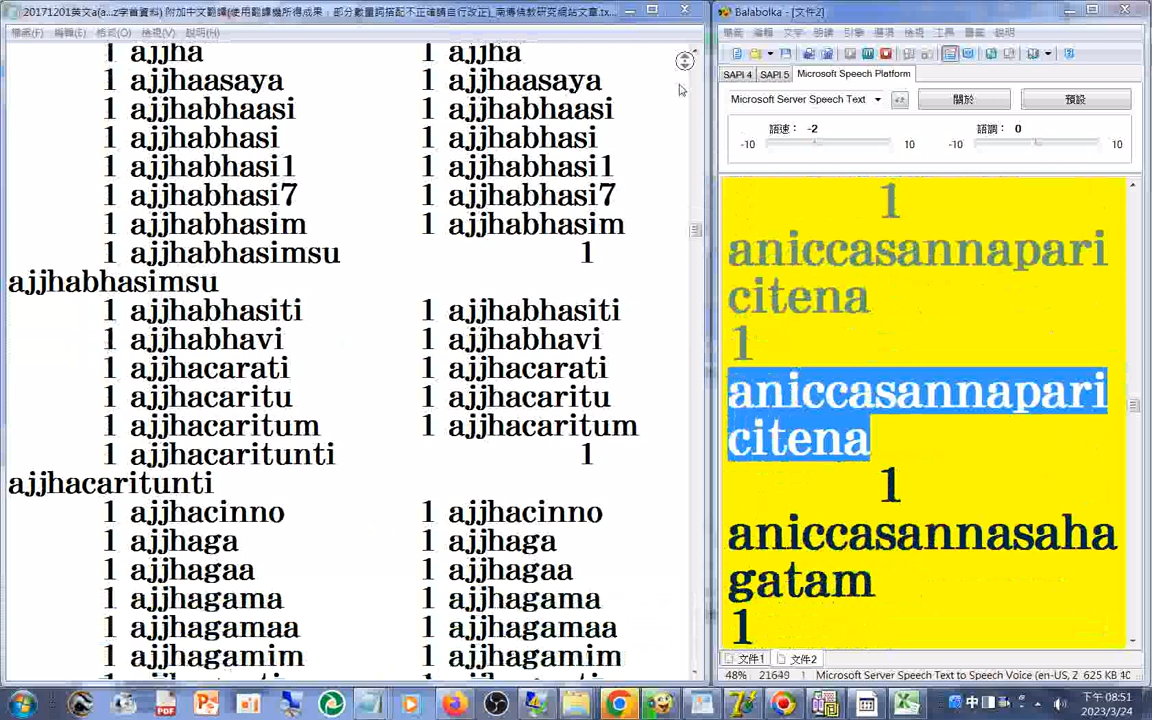 20171201英文a(a...z字首資料) 附加中文翻譯(使用翻譯機所得成果，部分數量詞搭配不正確請自行改正)_南傳佛教研究網站文章.tx...
檔案(F) 編輯(E) 格式(O) 檢視(V) 說明(H)
1 ajjha 1 ajjha
1 ajjhaasaya 1 ajjhaasaya
1 ajjhabhaasi 1 ajjhabhaasi
1 ajjhabhasi 1 ajjhabhasi
1 ajjhabhasi1 1 ajjhabhasi1
1 ajjhabhasi7 1 ajjhabhasi7
1 ajjhabhasim 1 ajjhabhasim
1 ajjhabhasimsu 1
ajjhabhasimsu
1 ajjhabhasiti 1 ajjhabhasiti
1 ajjhabhavi 1 ajjhabhavi
1 ajjhacarati 1 ajjhacarati
1 ajjhacaritu 1 ajjhacaritu
1 ajjhacaritum 1 ajjhacaritum
1 ajjhacaritunti 1
ajjhacaritunti
1 ajjhacinno 1 ajjhacinno
1 ajjhaga 1 ajjhaga
1 ajjhagaa 1 ajjhagaa
1 ajjhagama 1 ajjhagama
1 ajjhagamaa 1 ajjhagamaa
1 ajjhagamim 1 ajjhagamim
Balabolka - [文件2]
檔案 編輯 檢視 工具 說明
SAPI 4 SAPI 5 Microsoft Speech Platform
Microsoft Server Speech Text 關於 預設
語速： -2 語調： 0
-10 10 -10 10
1
aniccasannapari
citena
1
aniccasannapari
citena
1
aniccasannasaha
gatam
1
文件1 文件2
48% 21649 Microsoft Server Speech Text to Speech Voice (en-US, Z 625 KB
中
下午 08:51
2023/3/24